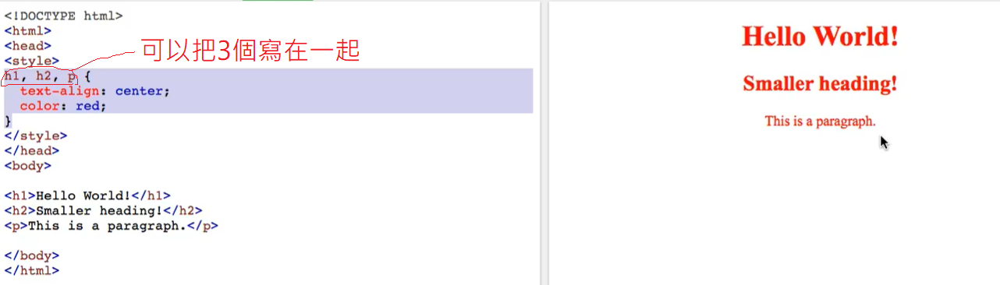 <!DOCTYPE html>
<html>
<head>
<style>
可以把3個寫在一起
h1, h2, p {
  text-align: center;
  color: red;
}
</style>
</head>
<body>
<h1>Hello World!</h1>
<h2>Smaller heading!</h2>
<p>This is a paragraph.</p>
</body>
</html>
Hello World!
Smaller heading!
This is a paragraph.